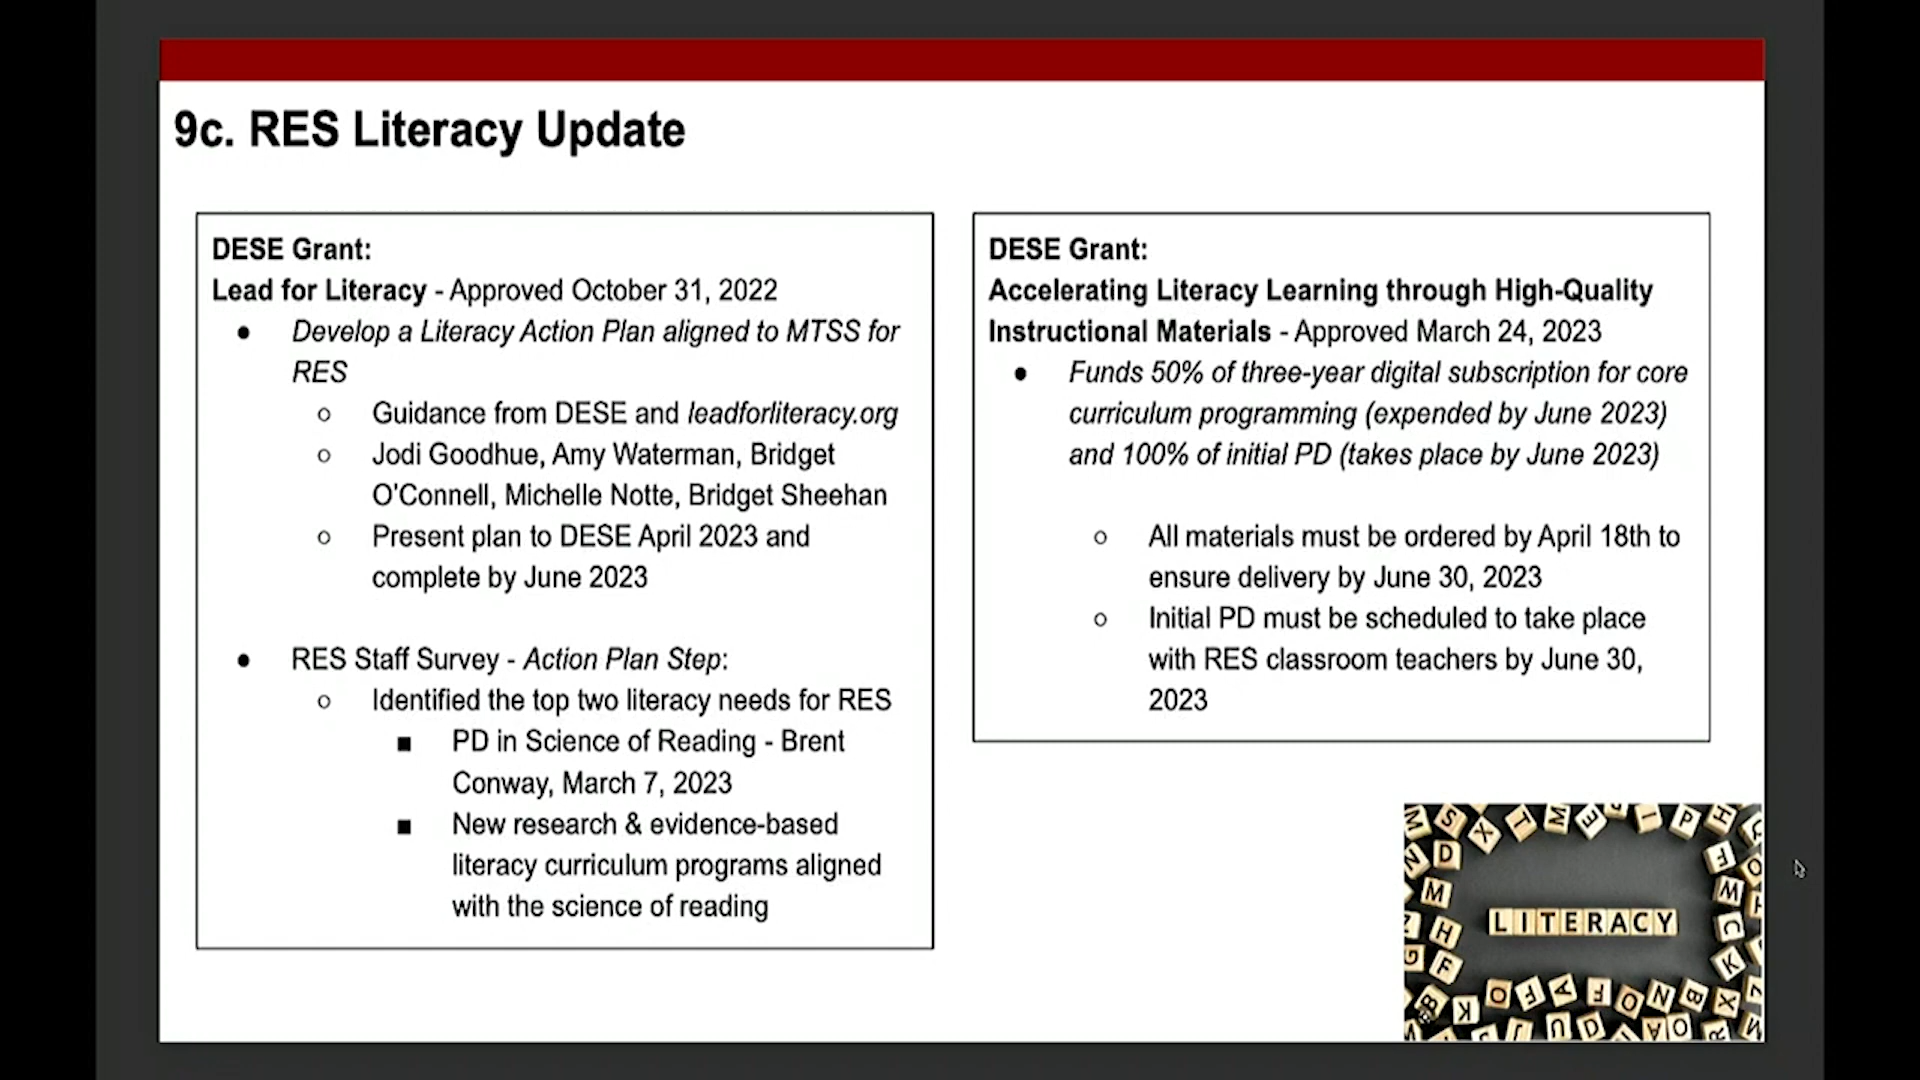 9c. RES Literacy Update
DESE Grant:
Lead for Literacy - Approved October 31, 2022
● Develop a Literacy Action Plan aligned to MTSS for
RES
○ Guidance from DESE and leadforliteracy.org
○ Jodi Goodhue, Amy Waterman, Bridget
O'Connell, Michelle Notte, Bridget Sheehan
○ Present plan to DESE April 2023 and
complete by June 2023
● RES Staff Survey - Action Plan Step:
○ Identified the top two literacy needs for RES
■ PD in Science of Reading - Brent
Conway, March 7, 2023
■ New research & evidence-based
literacy curriculum programs aligned
with the science of reading
DESE Grant:
Accelerating Literacy Learning through High-Quality
Instructional Materials - Approved March 24, 2023
● Funds 50% of three-year digital subscription for core
curriculum programming (expended by June 2023)
and 100% of initial PD (takes place by June 2023)
○ All materials must be ordered by April 18th to
ensure delivery by June 30, 2023
○ Initial PD must be scheduled to take place
with RES classroom teachers by June 30,
2023
LITERACY